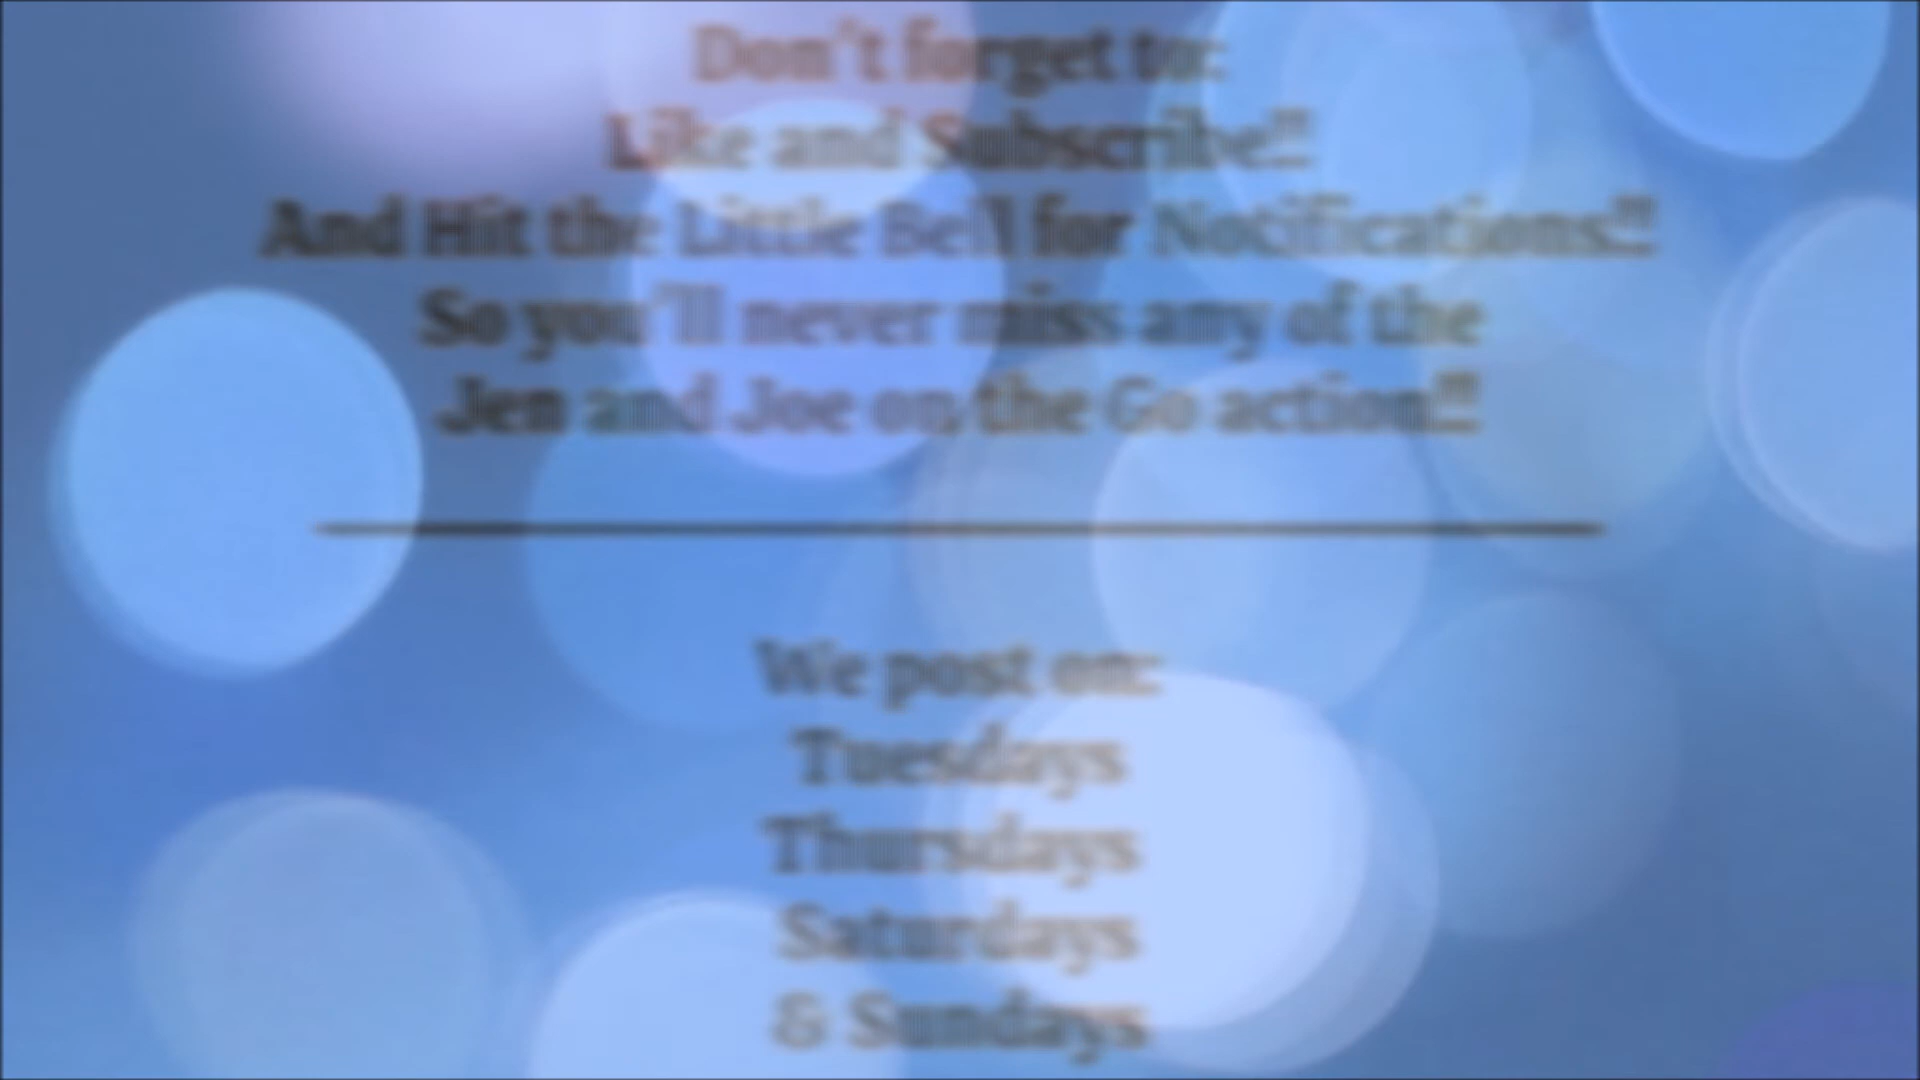 Don't forget to:
Like and Subscribe!!
And Hit the Little Bell for Notifications!!
So you'll never miss any of the
Jen and Joe on the Go action!!
We post on:
Tuesdays
Thursdays
Saturdays
& Sundays